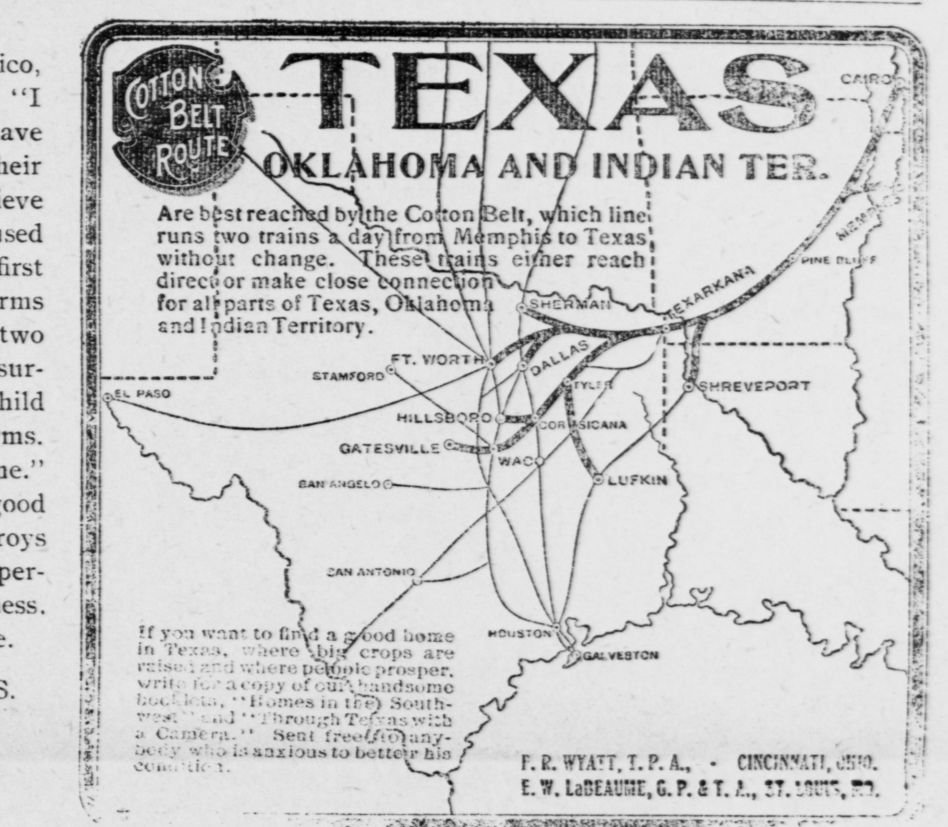 ico,
"I
ave
heir
ieve
used
first
rms
two
sur-
hild
ms.
ne."
good
roys
per-
ess.
e.
S.
COTTON
BELT
ROUTE
TEXAS
OKLAHOMA AND INDIAN TER.
Are best reached by the Cotton Belt, which line
runs two trains a day from Memphis to Texas
without change. These trains either reach
direct or make close connection
for all parts of Texas, Oklahoma
and Indian Territory.
CAIRO
MEMPHIS
PINE BLUFF
TEXARKANA
SHERMAN
DALLAS
FT. WORTH
STAMFORD
TYLER
SHREVEPORT
EL PASO
HILLSBORO
CORSICANA
GATESVILLE
WACO
SAN ANGELO
LUFKIN
SAN ANTONIO
HOUSTON
GALVESTON
If you want to find a good home
in Texas, where big crops are
raised and where people prosper,
write for a copy of our handsome
booklets, "Homes in the South-
west" and "Through Texas with
a Camera." Sent free to any-
body who is anxious to better his
condition.
F. R. WYATT, T. P. A., - CINCINNATI, OHIO.
E. W. LaBEAUME, G. P. & T. A., ST. LOUIS, MO.